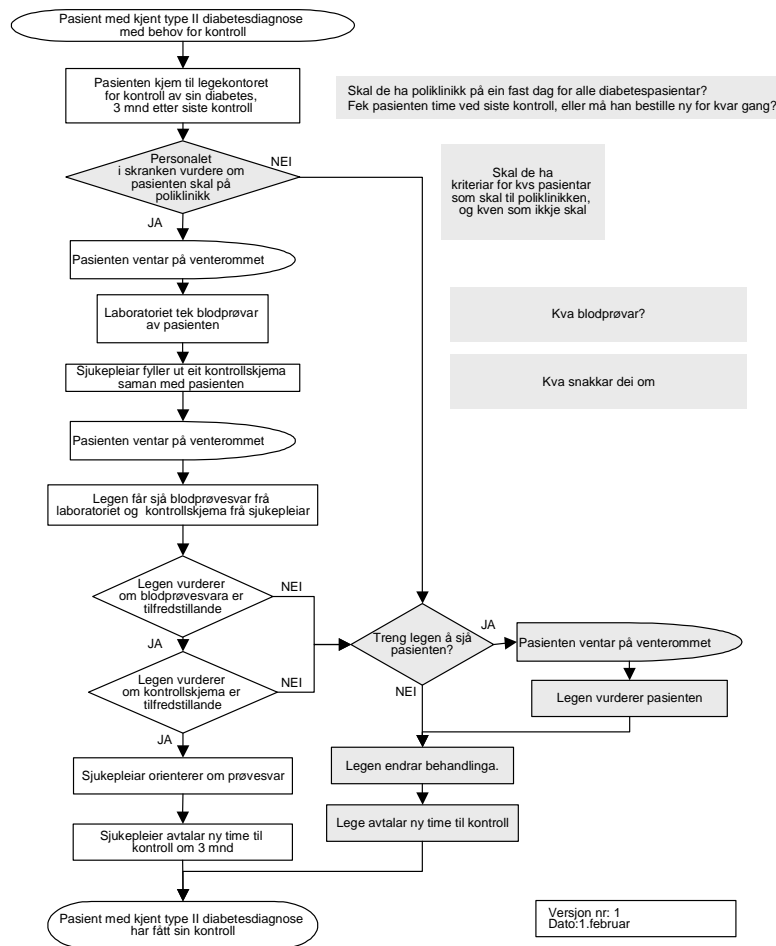 Pasient med kjent type II diabetesdiagnose
med behov for kontroll
Pasienten kjem til legekontoret
for kontroll av sin diabetes,
3 mnd etter siste kontroll
Skal de ha poliklinikk på ein fast dag for alle diabetespasientar?
Fek pasienten time ved siste kontroll, eller må han bestille ny for kvar gang?
Personalet
i skranken vurdere om
pasienten skal på
poliklinikk
NEI
JA
Skal de ha
kriteriar for kvs pasientar
som skal til poliklinikken,
og kven som ikkje skal
Pasienten ventar på venterommet
Laboratoriet tek blodprøvar
av pasienten
Kva blodprøvar?
Sjukepleiar fyller ut eit kontrollskjema
saman med pasienten
Kva snakkar dei om
Pasienten ventar på venterommet
Legen får sjå blodprøvesvar frå
laboratoriet og kontrollskjema frå sjukepleiar
Legen vurderer
om blodprøvesvara er
tilfredstillande
NEI
JA
Legen vurderer
om kontrollskjema er
tilfredstillande
NEI
JA
Treng legen å sjå
pasienten?
JA
NEI
Pasienten ventar på venterommet
Legen vurderer pasienten
Legen endrar behandlinga.
Lege avtalar ny time til kontroll
Sjukepleiar orienterer om prøvesvar
Sjukepleier avtalar ny time til
kontroll om 3 mnd
Pasient med kjent type II diabetesdiagnose
har fått sin kontroll
Versjon nr: 1
Dato:1.februar